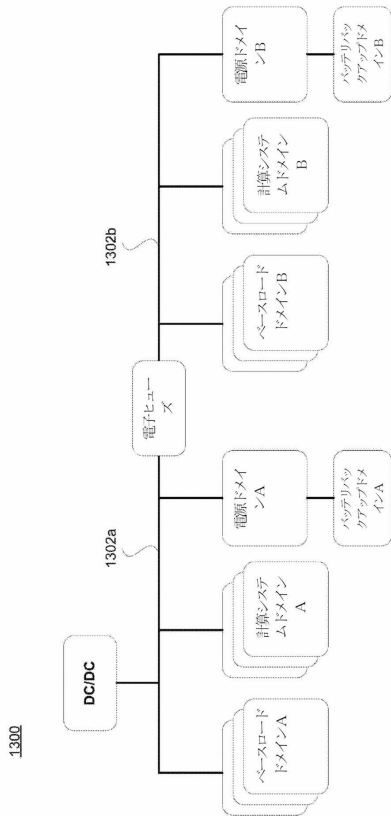 1300
DC/DC
1302a
1302b
電子ヒュー
ズ
ベースロード
ドメインA
計算システ
ムドメイン
A
電源ドメイ
ンA
バッテリバッ
クアップドメ
インA
ベースロード
ドメインB
計算システ
ムドメイン
B
電源ドメイ
ンB
バッテリバッ
クアップドメ
インB